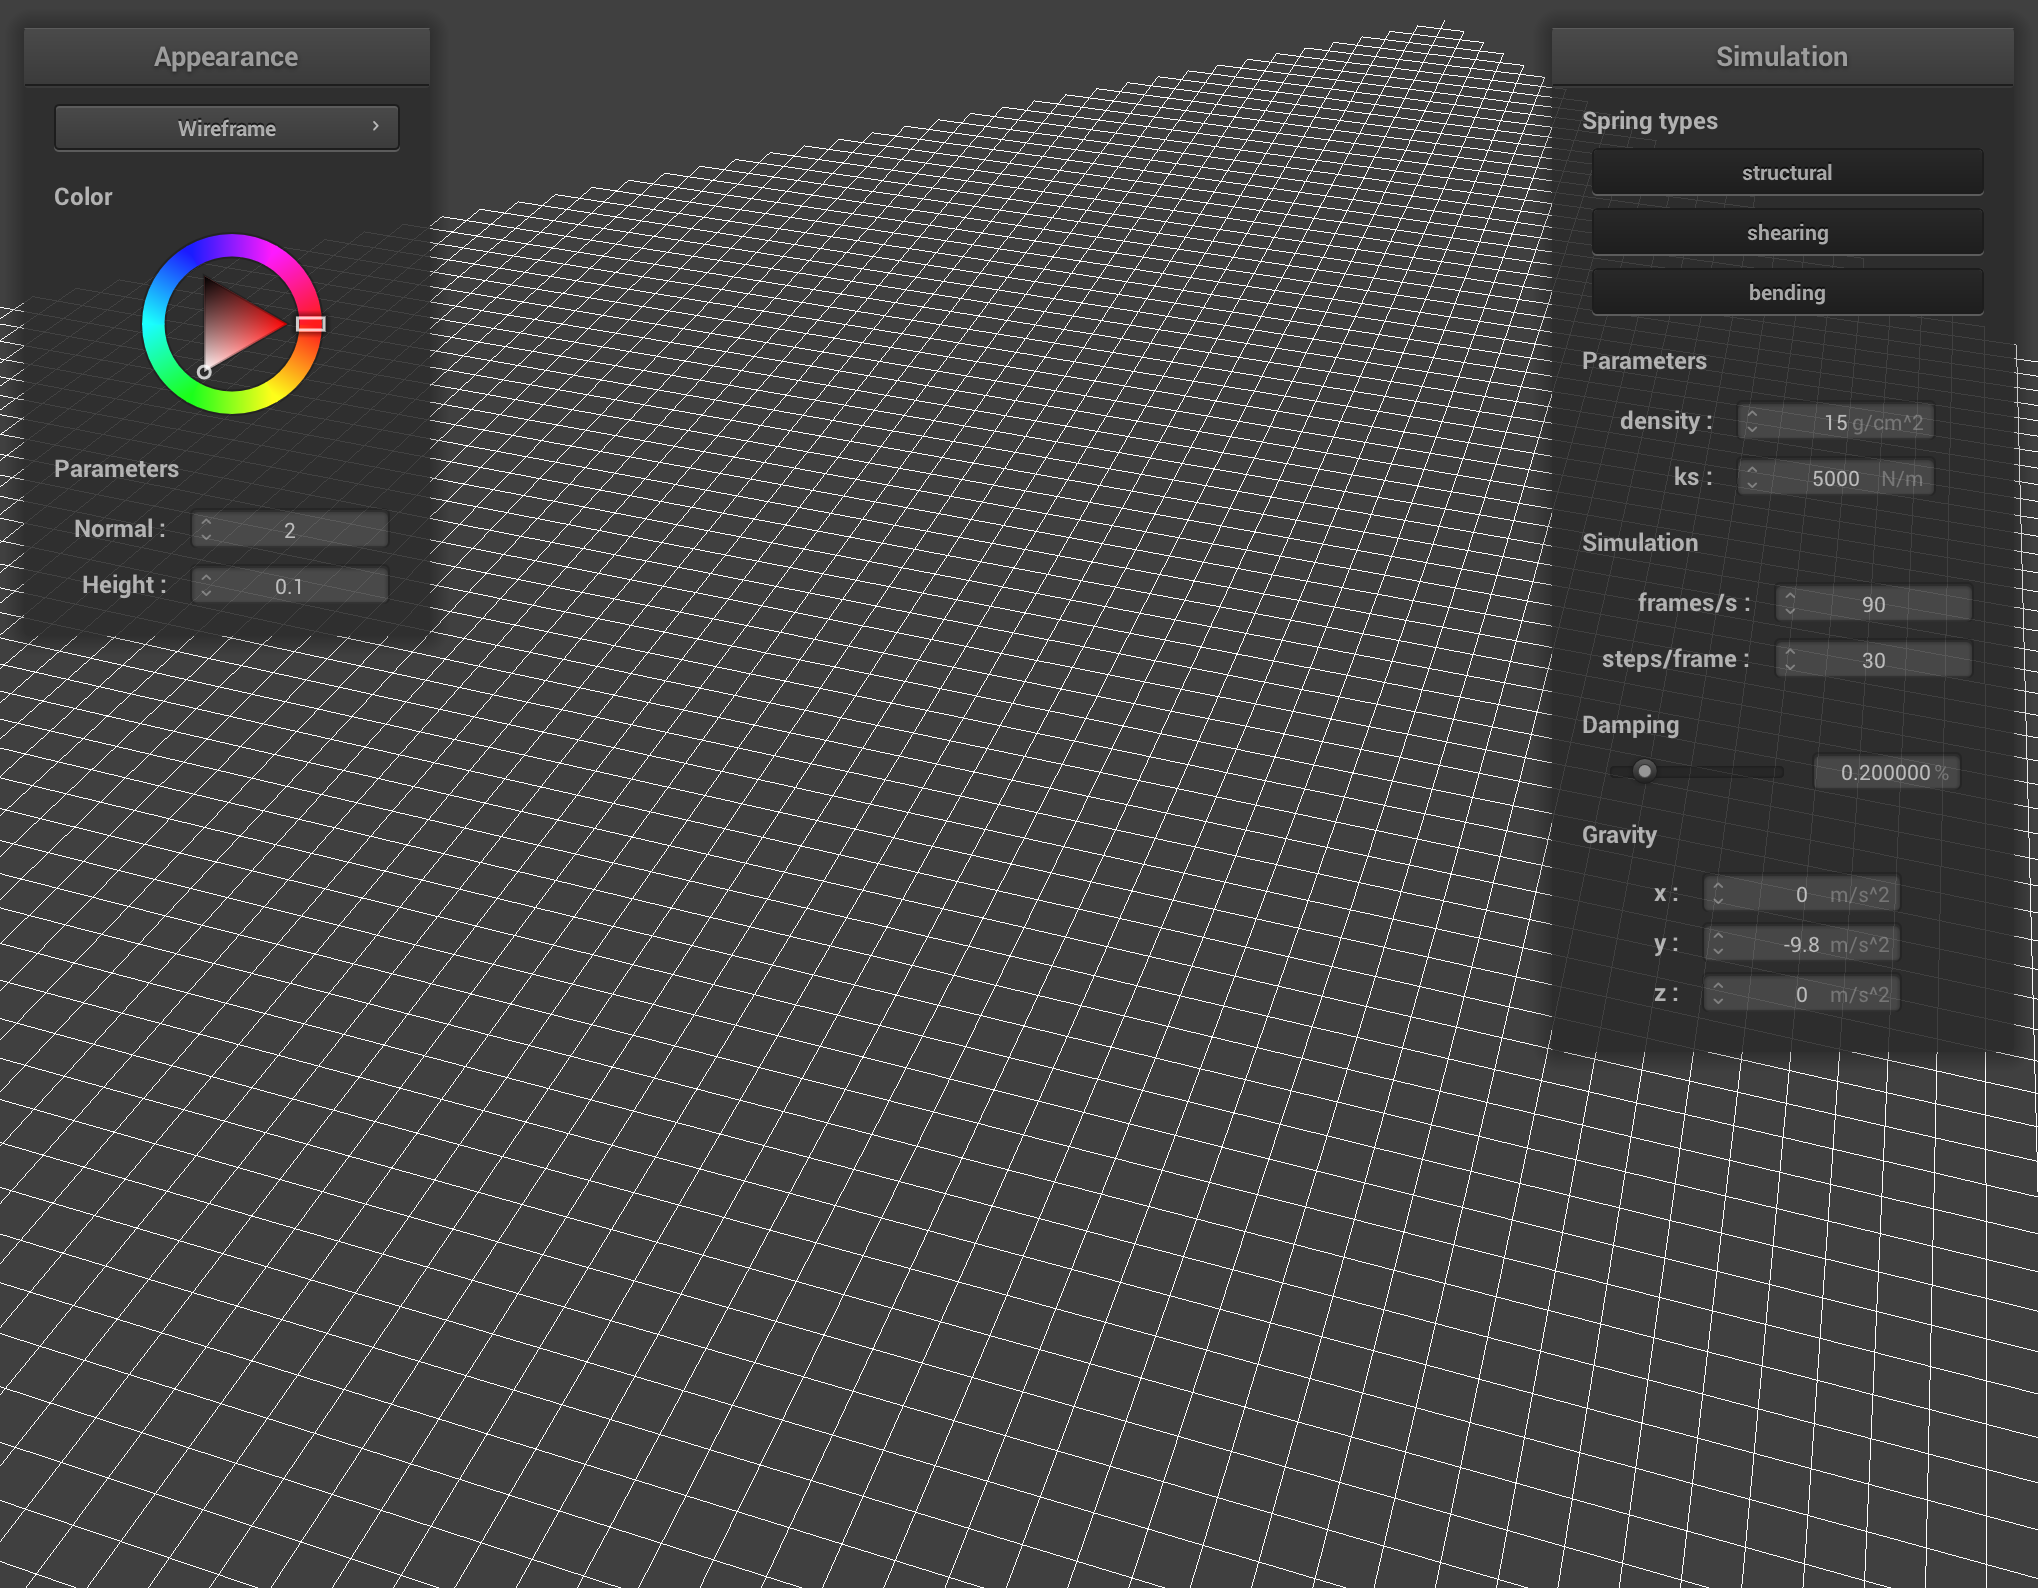 Appearance
Wireframe
Color
Parameters
Normal : 2
Height : 0.1
Simulation
Spring types
structural
shearing
bending
Parameters
density : 15 g/cm^2
ks : 5000 N/m
Simulation
frames/s : 90
steps/frame : 30
Damping
0.200000 %
Gravity
x : 0 m/s^2
y : -9.8 m/s^2
z : 0 m/s^2